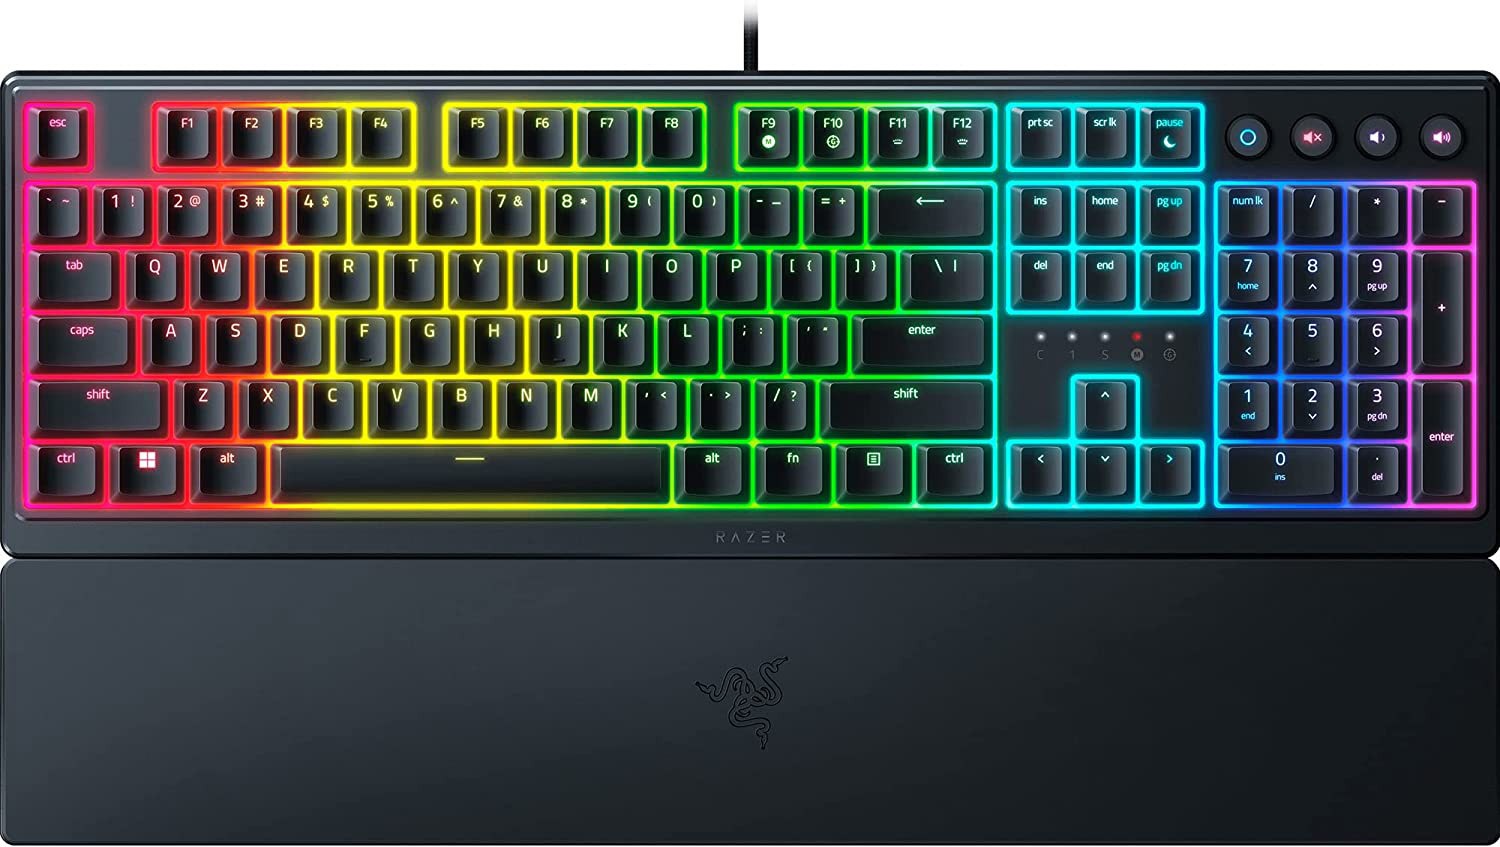 esc F1 F2 F3 F4 F5 F6 F7 F8 F9 F10 F11 F12 prt sc scr lk pause
M G
` ~ 1 ! 2 @ 3 # 4 $ 5 % 6 ^ 7 & 8 * 9 ( 0 ) - _ = + ← ins home pg up num lk / * -
tab Q W E R T Y U I O P [ { ] } \ | del end pg dn 7 8 9 +
home ^ pg up
caps A S D F G H J K L ; : ' " enter 4 5 6
< >
C 1 S M G
shift Z X C V B N M , < . > / ? shift ^ 1 2 3 enter
end ⌄ pg dn
ctrl alt — alt fn ctrl < ⌄ > 0 .
ins del
RAZER